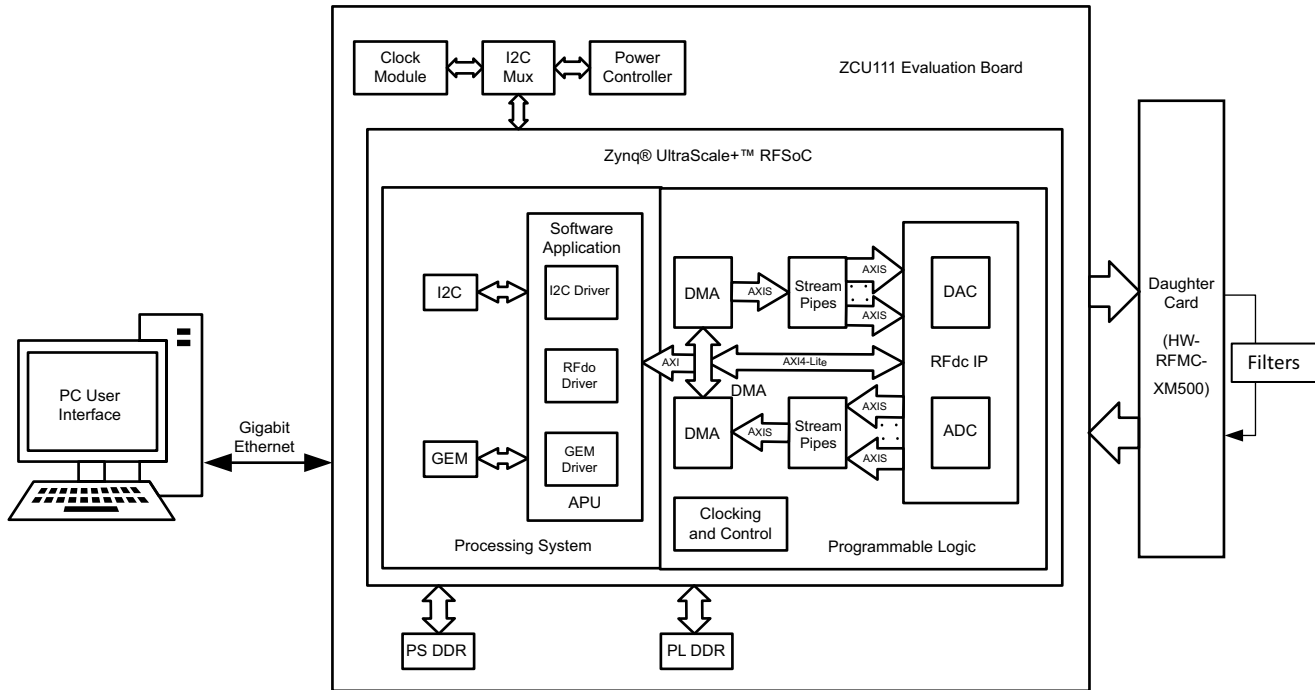 Clock
Module
I2C
Mux
Power
Controller
ZCU111 Evaluation Board
Zynq® UltraScale+™ RFSoC
Software
Application
I2C
I2C Driver
RFdo
Driver
GEM
GEM
Driver
APU
Processing System
DMA
AXIS
Stream
Pipes
AXIS
AXIS
DAC
AXI
AXI4-Lite
RFdc IP
DMA
DMA
AXIS
Stream
Pipes
AXIS
AXIS
ADC
Clocking
and Control
Programmable Logic
PS DDR
PL DDR
PC User
Interface
Gigabit
Ethernet
Daughter
Card
(HW-
RFMC-
XM500)
Filters